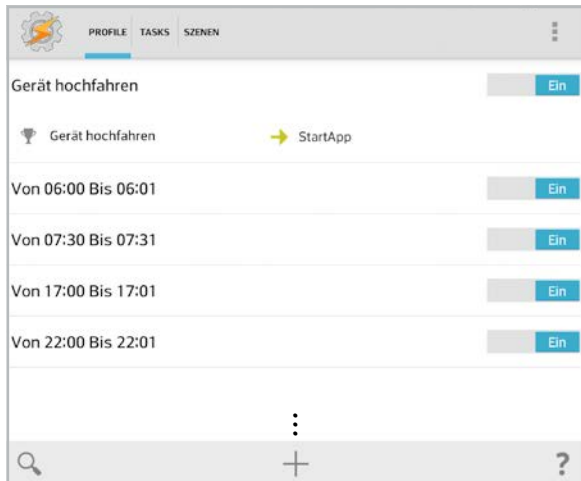 PROFILE TASKS SZENEN
Gerät hochfahren Ein
Gerät hochfahren StartApp
Von 06:00 Bis 06:01 Ein
Von 07:30 Bis 07:31 Ein
Von 17:00 Bis 17:01 Ein
Von 22:00 Bis 22:01 Ein
?